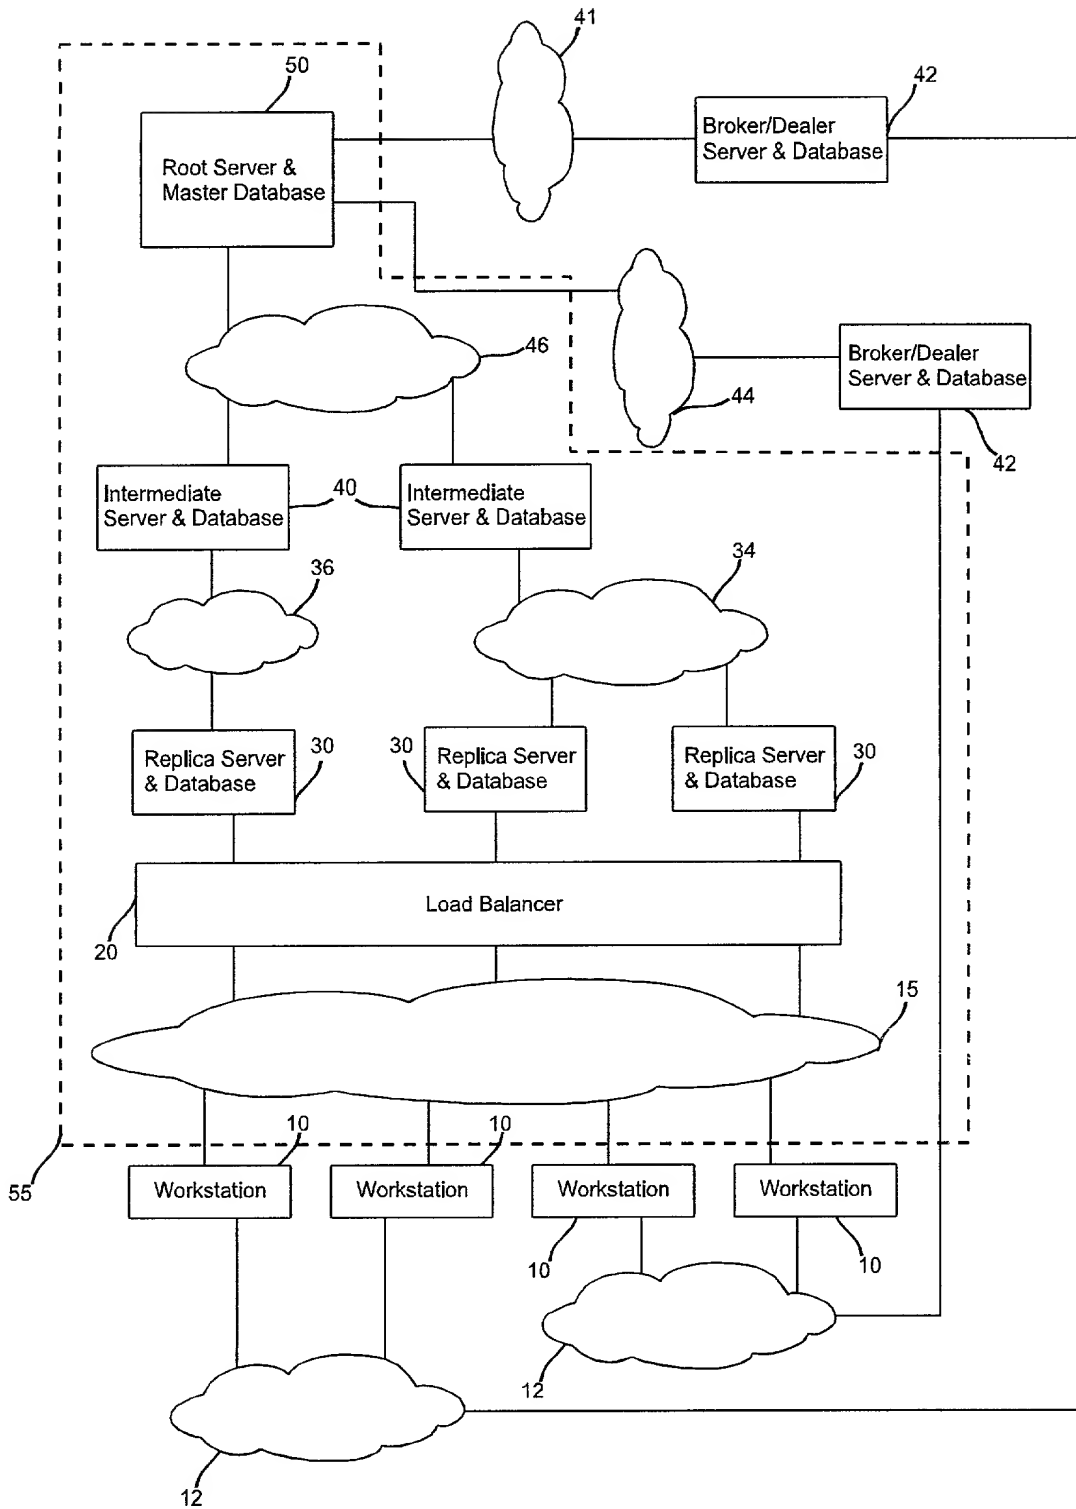 41
50
42
Broker/Dealer
Server & Database
Root Server &
Master Database
46
Broker/Dealer
Server & Database
44
42
Intermediate
Server & Database
40
Intermediate
Server & Database
36
34
Replica Server
& Database
30
30
Replica Server
& Database
Replica Server
& Database
30
Load Balancer
20
15
10
10
55
Workstation
Workstation
Workstation
Workstation
10
10
12
12